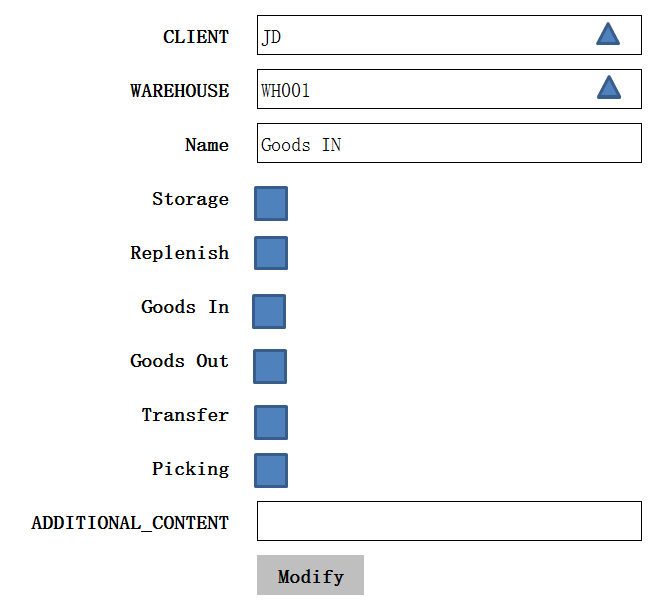 CLIENT JD
WAREHOUSE WH001
Name Goods IN
Storage
Replenish
Goods In
Goods Out
Transfer
Picking
ADDITIONAL_CONTENT
Modify